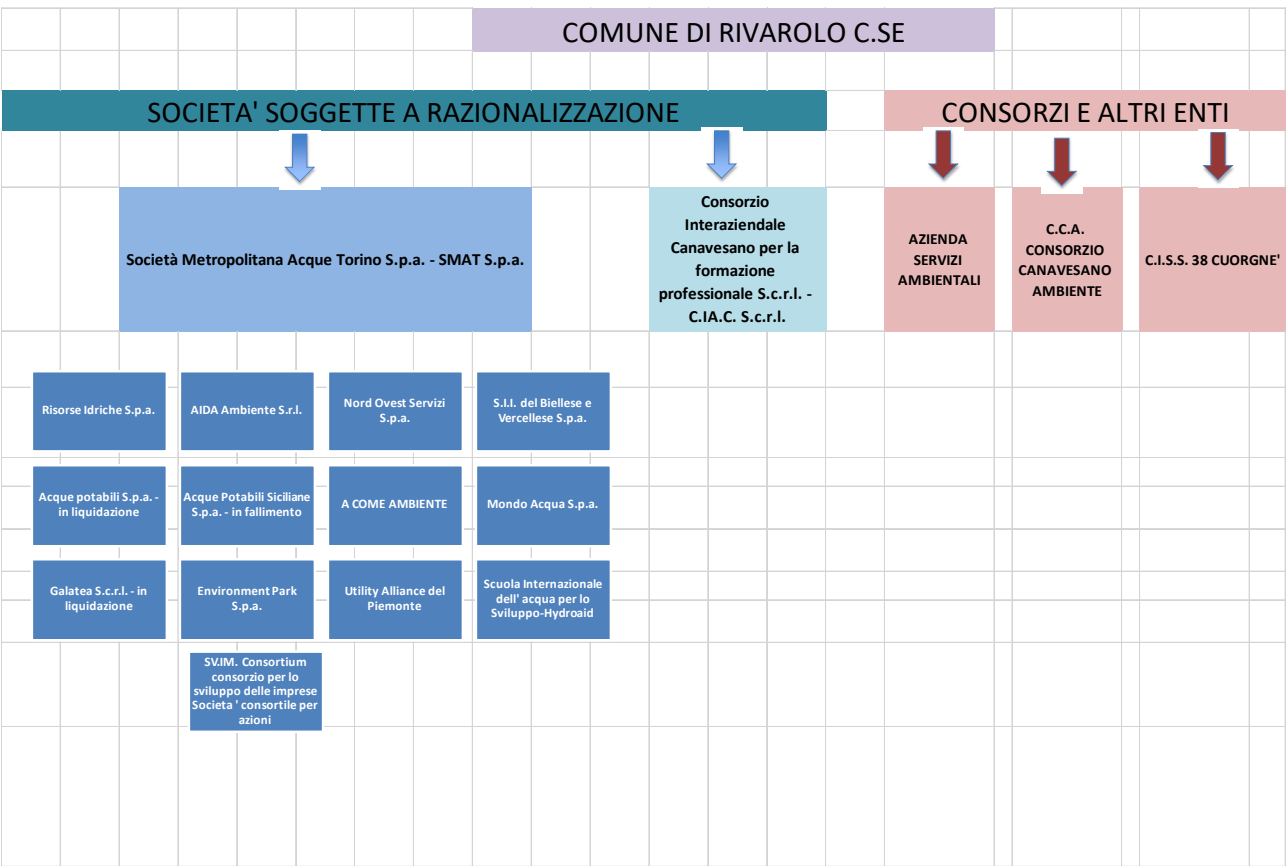 COMUNE DI RIVAROLO C.SE
SOCIETA' SOGGETTE A RAZIONALIZZAZIONE
CONSORZI E ALTRI ENTI
Società Metropolitana Acque Torino S.p.a. - SMAT S.p.a.
Consorzio
Interaziendale
Canavesano per la
formazione
professionale S.c.r.l. -
C.IA.C. S.c.r.l.
AZIENDA
SERVIZI
AMBIENTALI
C.C.A.
CONSORZIO
CANAVESANO
AMBIENTE
C.I.S.S. 38 CUORGNE'
Risorse Idriche S.p.a.
AIDA Ambiente S.r.l.
Nord Ovest Servizi
S.p.a.
S.I.I. del Biellese e
Vercellese S.p.a.
Acque potabili S.p.a. -
in liquidazione
Acque Potabili Siciliane
S.p.a. - in fallimento
A COME AMBIENTE
Mondo Acqua S.p.a.
Galatea S.c.r.l. - in
liquidazione
Environment Park
S.p.a.
Utility Alliance del
Piemonte
Scuola Internazionale
dell' acqua per lo
Sviluppo-Hydroaid
SV.IM. Consortium
consorzio per lo
sviluppo delle imprese
Societa ' consortile per
azioni